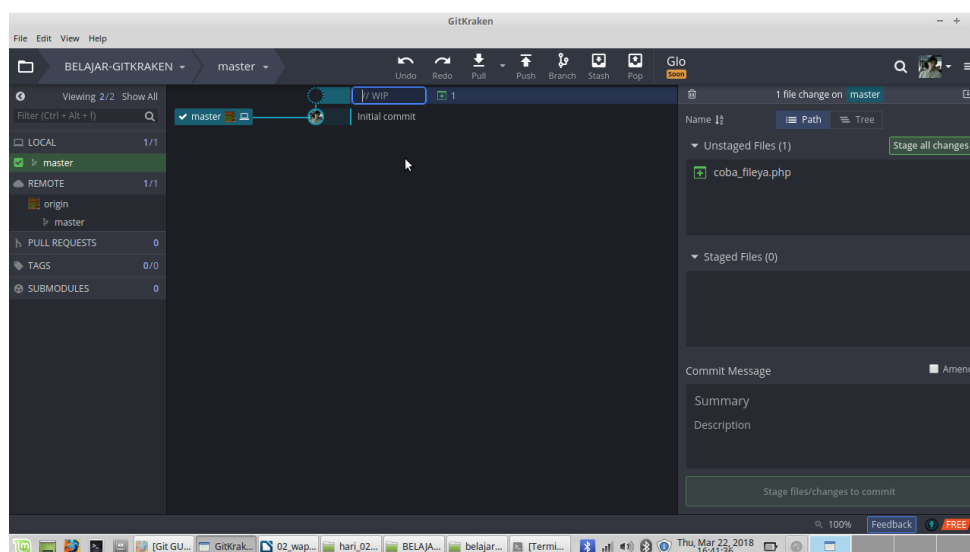 GitKraken
File Edit View Help
BELAJAR-GITKRAKEN master Undo Redo Pull Push Branch Stash Pop Glo Soon
Viewing 2/2 Show All // WIP 1 1 file change on master
Filter (Ctrl + Alt + f) master Initial commit Name Path Tree
LOCAL 1/1 Unstaged Files (1) Stage all changes
master coba_fileya.php
REMOTE 1/1
origin
master
PULL REQUESTS 0
Staged Files (0)
TAGS 0/0
SUBMODULES 0
Commit Message Amend
Summary
Description
Stage files/changes to commit
100% Feedback FREE
[Git GU... GitKrak... 02_wap... hari_02... BELAJA... belajar... [Termi... Thu, Mar 22, 2018
16:41:36